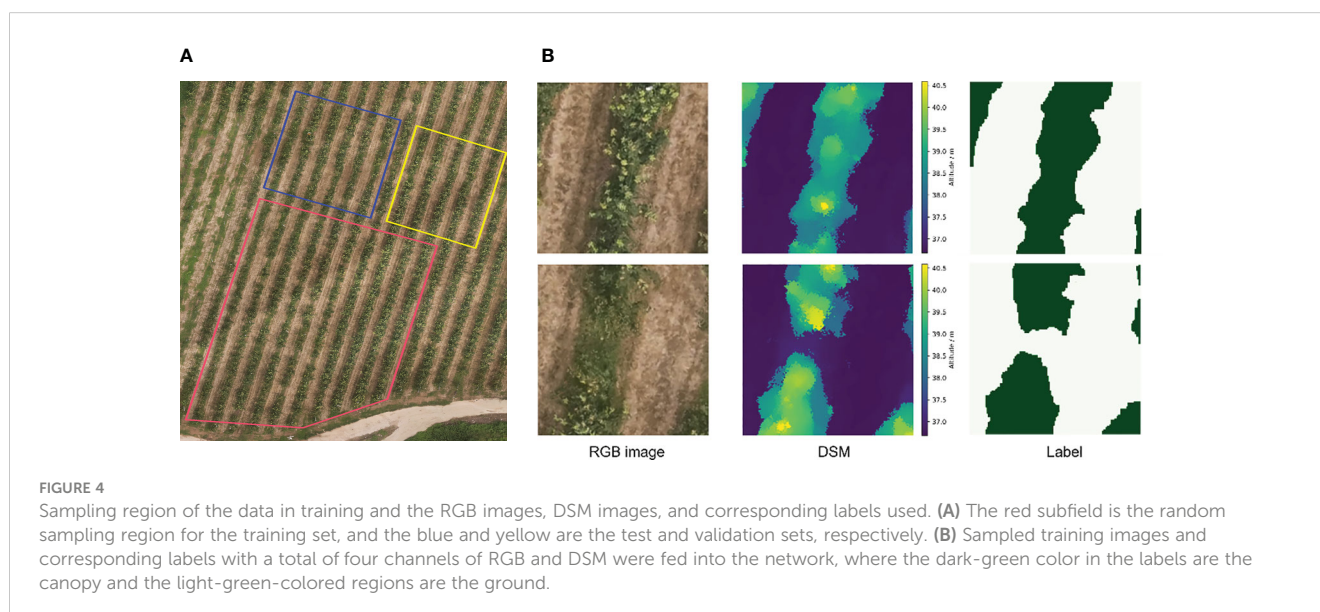 A
B
40.5
40.0
39.5
39.0
38.5
38.0
37.5
37.0
Altitude / m
40.5
40.0
39.5
39.0
38.5
38.0
37.5
37.0
Altitude / m
RGB image
DSM
Label
FIGURE 4
Sampling region of the data in training and the RGB images, DSM images, and corresponding labels used. (A) The red subfield is the random
sampling region for the training set, and the blue and yellow are the test and validation sets, respectively. (B) Sampled training images and
corresponding labels with a total of four channels of RGB and DSM were fed into the network, where the dark-green color in the labels are the
canopy and the light-green-colored regions are the ground.